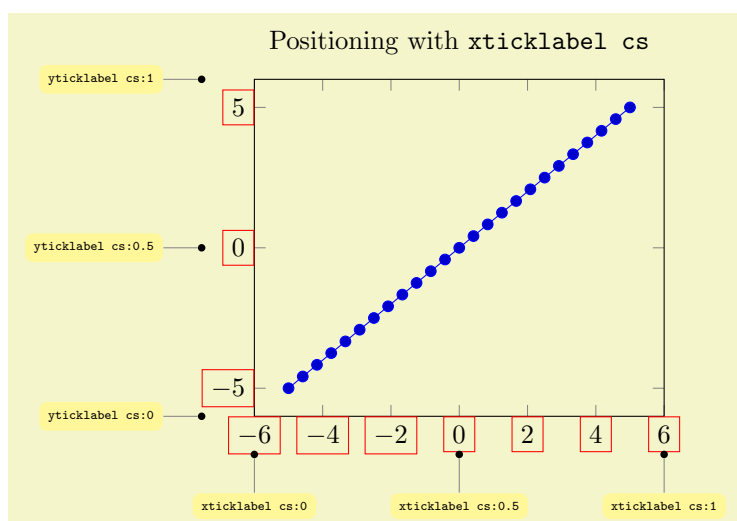 Positioning with xticklabel cs
yticklabel cs:1
5
yticklabel cs:0.5
0
−5
yticklabel cs:0
−6 −4 −2 0 2 4 6
xticklabel cs:0 xticklabel cs:0.5 xticklabel cs:1